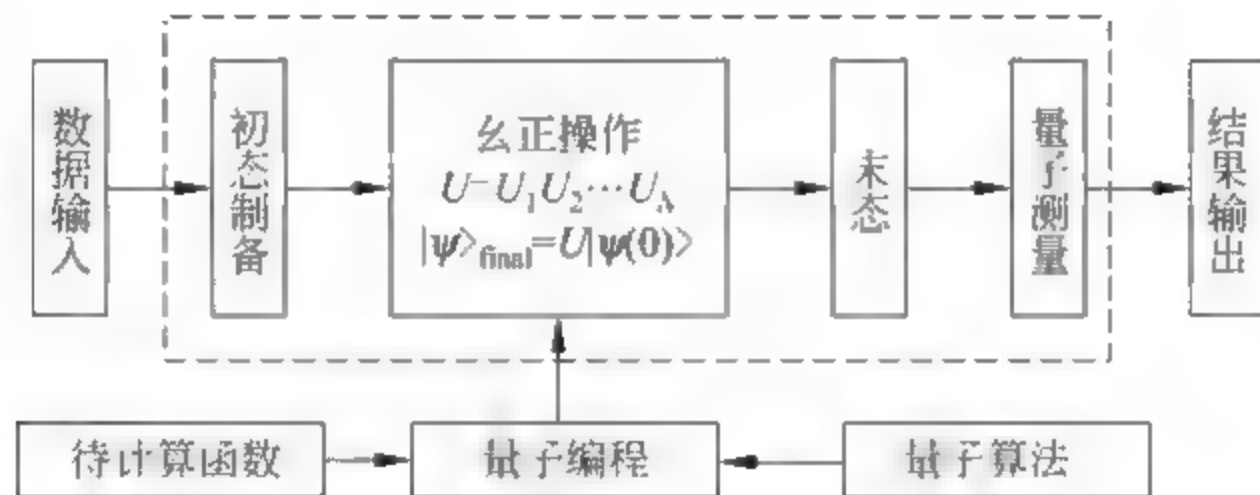 数据输入
初态制备
幺正操作
U=U₁U₂…U_N
|ψ>final=U|ψ(0)>
末态
量子测量
结果输出
待计算函数
量子编程
量子算法